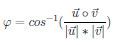 φ = cos⁻¹( (u⃗ ∘ v⃗) / (|u⃗| * |v⃗|) )